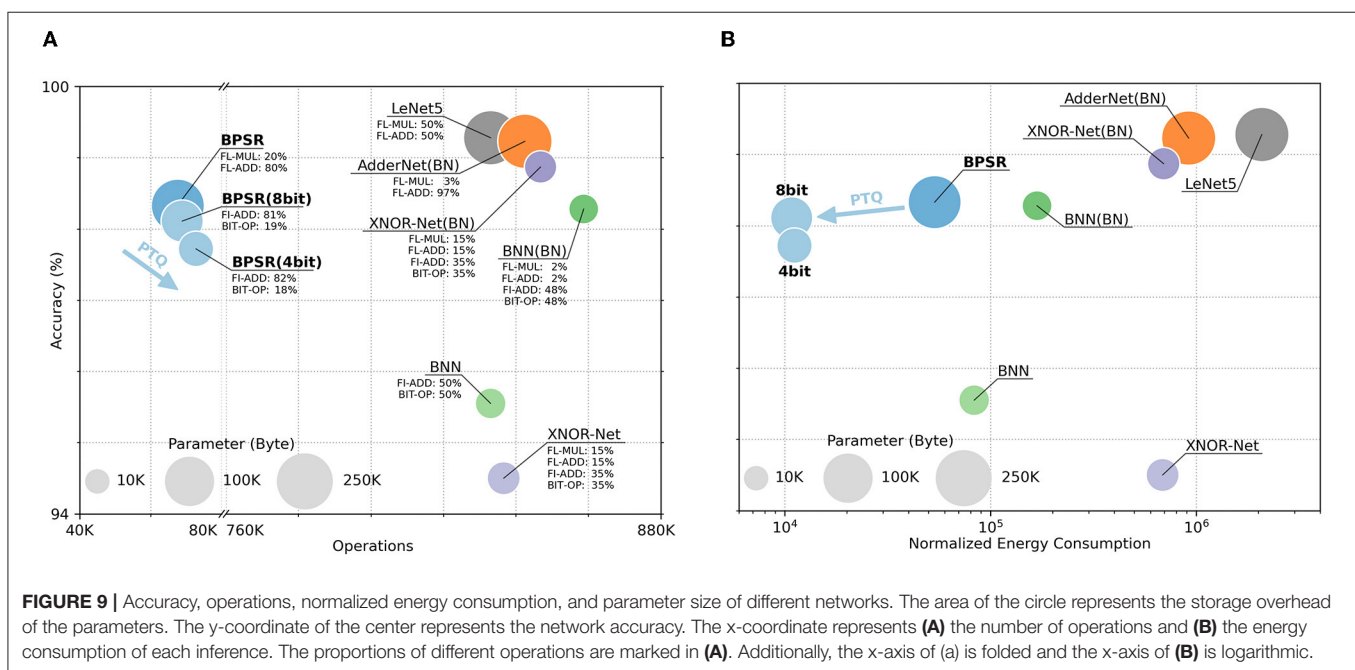 A
100
Accuracy (%)
94
40K
80K
760K
880K
Operations
BPSR
FL-MUL: 20%
FL-ADD: 80%
BPSR(8bit)
FI-ADD: 81%
BIT-OP: 19%
BPSR(4bit)
FI-ADD: 82%
BIT-OP: 18%
PTQ
LeNet5
FL-MUL: 50%
FL-ADD: 50%
AdderNet(BN)
FL-MUL: 3%
FL-ADD: 97%
XNOR-Net(BN)
FL-MUL: 15%
FL-ADD: 15%
FI-ADD: 35%
BIT-OP: 35%
BNN(BN)
FL-MUL: 2%
FL-ADD: 2%
FI-ADD: 48%
BIT-OP: 48%
BNN
FI-ADD: 50%
BIT-OP: 50%
XNOR-Net
FL-MUL: 15%
FL-ADD: 15%
FI-ADD: 35%
BIT-OP: 35%
Parameter (Byte)
10K
100K
250K
B
AdderNet(BN)
XNOR-Net(BN)
LeNet5
BPSR
8bit
PTQ
4bit
BNN(BN)
BNN
XNOR-Net
Parameter (Byte)
10K
100K
250K
10⁴
10⁵
10⁶
Normalized Energy Consumption
FIGURE 9 | Accuracy, operations, normalized energy consumption, and parameter size of different networks. The area of the circle represents the storage overhead
of the parameters. The y-coordinate of the center represents the network accuracy. The x-coordinate represents (A) the number of operations and (B) the energy
consumption of each inference. The proportions of different operations are marked in (A). Additionally, the x-axis of (a) is folded and the x-axis of (B) is logarithmic.